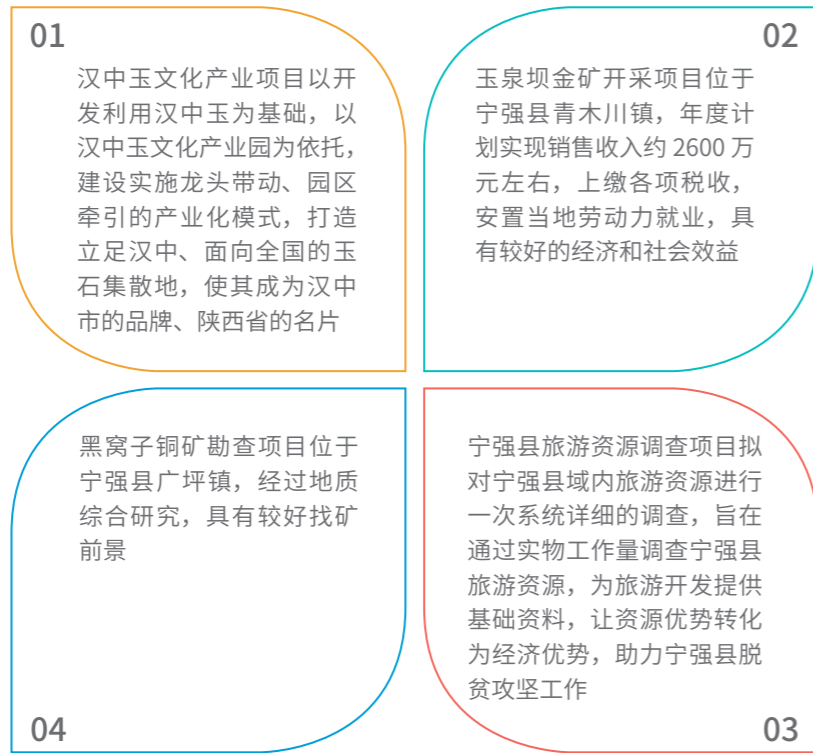 01
汉中玉文化产业项目以开
发利用汉中玉为基础，以
汉中玉文化产业园为依托，
建设实施龙头带动、园区
牵引的产业化模式，打造
立足汉中、面向全国的玉
石集散地，使其成为汉中
市的品牌、陕西省的名片
02
玉泉坝金矿开采项目位于
宁强县青木川镇，年度计
划实现销售收入约 2600 万
元左右，上缴各项税收，
安置当地劳动力就业，具
有较好的经济和社会效益
黑窝子铜矿勘查项目位于
宁强县广坪镇，经过地质
综合研究，具有较好找矿
前景
04
宁强县旅游资源调查项目拟
对宁强县域内旅游资源进行
一次系统详细的调查，旨在
通过实物工作量调查宁强县
旅游资源，为旅游开发提供
基础资料，让资源优势转化
为经济优势，助力宁强县脱
贫攻坚工作
03